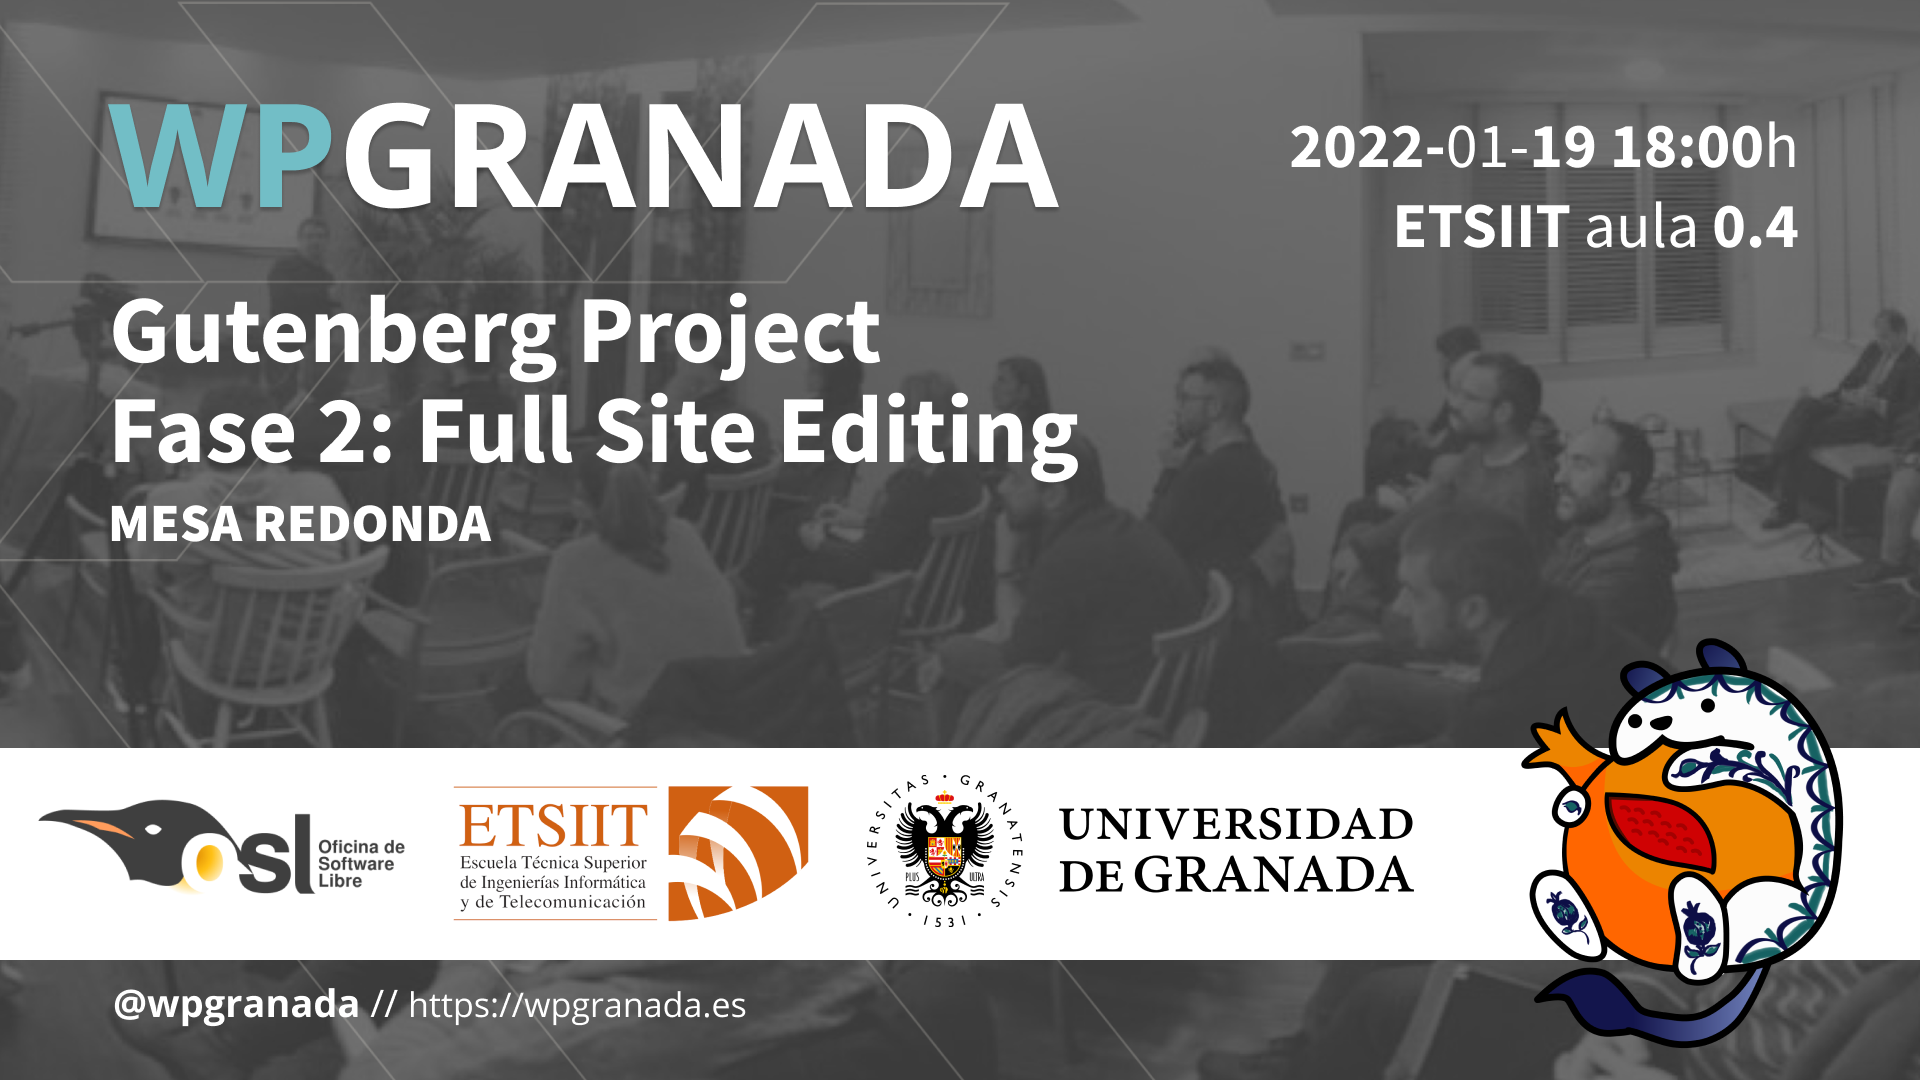 WPGRANADA
2022-01-19 18:00h
ETSIIT aula 0.4
Gutenberg Project
Fase 2: Full Site Editing
MESA REDONDA
osl
Oficina de
Software
Libre
ETSIIT
Escuela Técnica Superior
de Ingenierías Informática
y de Telecomunicación
UNIVERSITAS · GRANATENSIS · 1531 ·
PLUS ULTRA
UNIVERSIDAD
DE GRANADA
@wpgranada // https://wpgranada.es